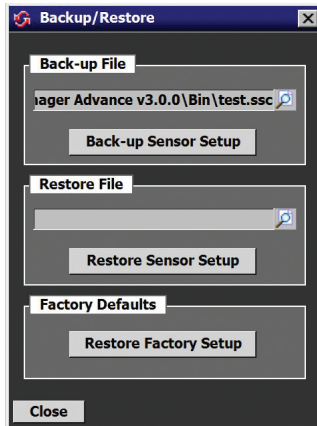 Backup/Restore
Back-up File
nager Advance v3.0.0\Bin\test.ssc
Back-up Sensor Setup
Restore File
Restore Sensor Setup
Factory Defaults
Restore Factory Setup
Close